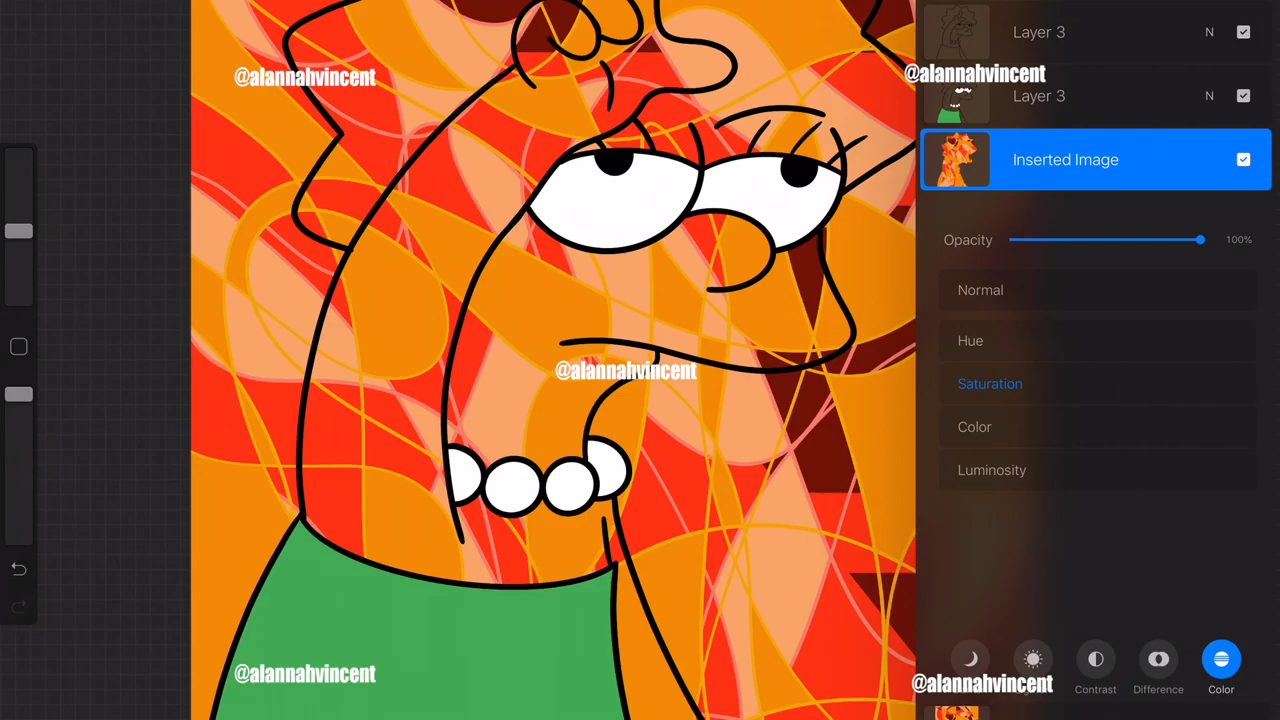 Layer 3 N
@alannahvincent @alannahvincent
Layer 3 N
Inserted Image
Opacity 100%
Normal
Hue
@alannahvincent
Saturation
Color
Luminosity
@alannahvincent
@alannahvincent
Contrast Difference Color